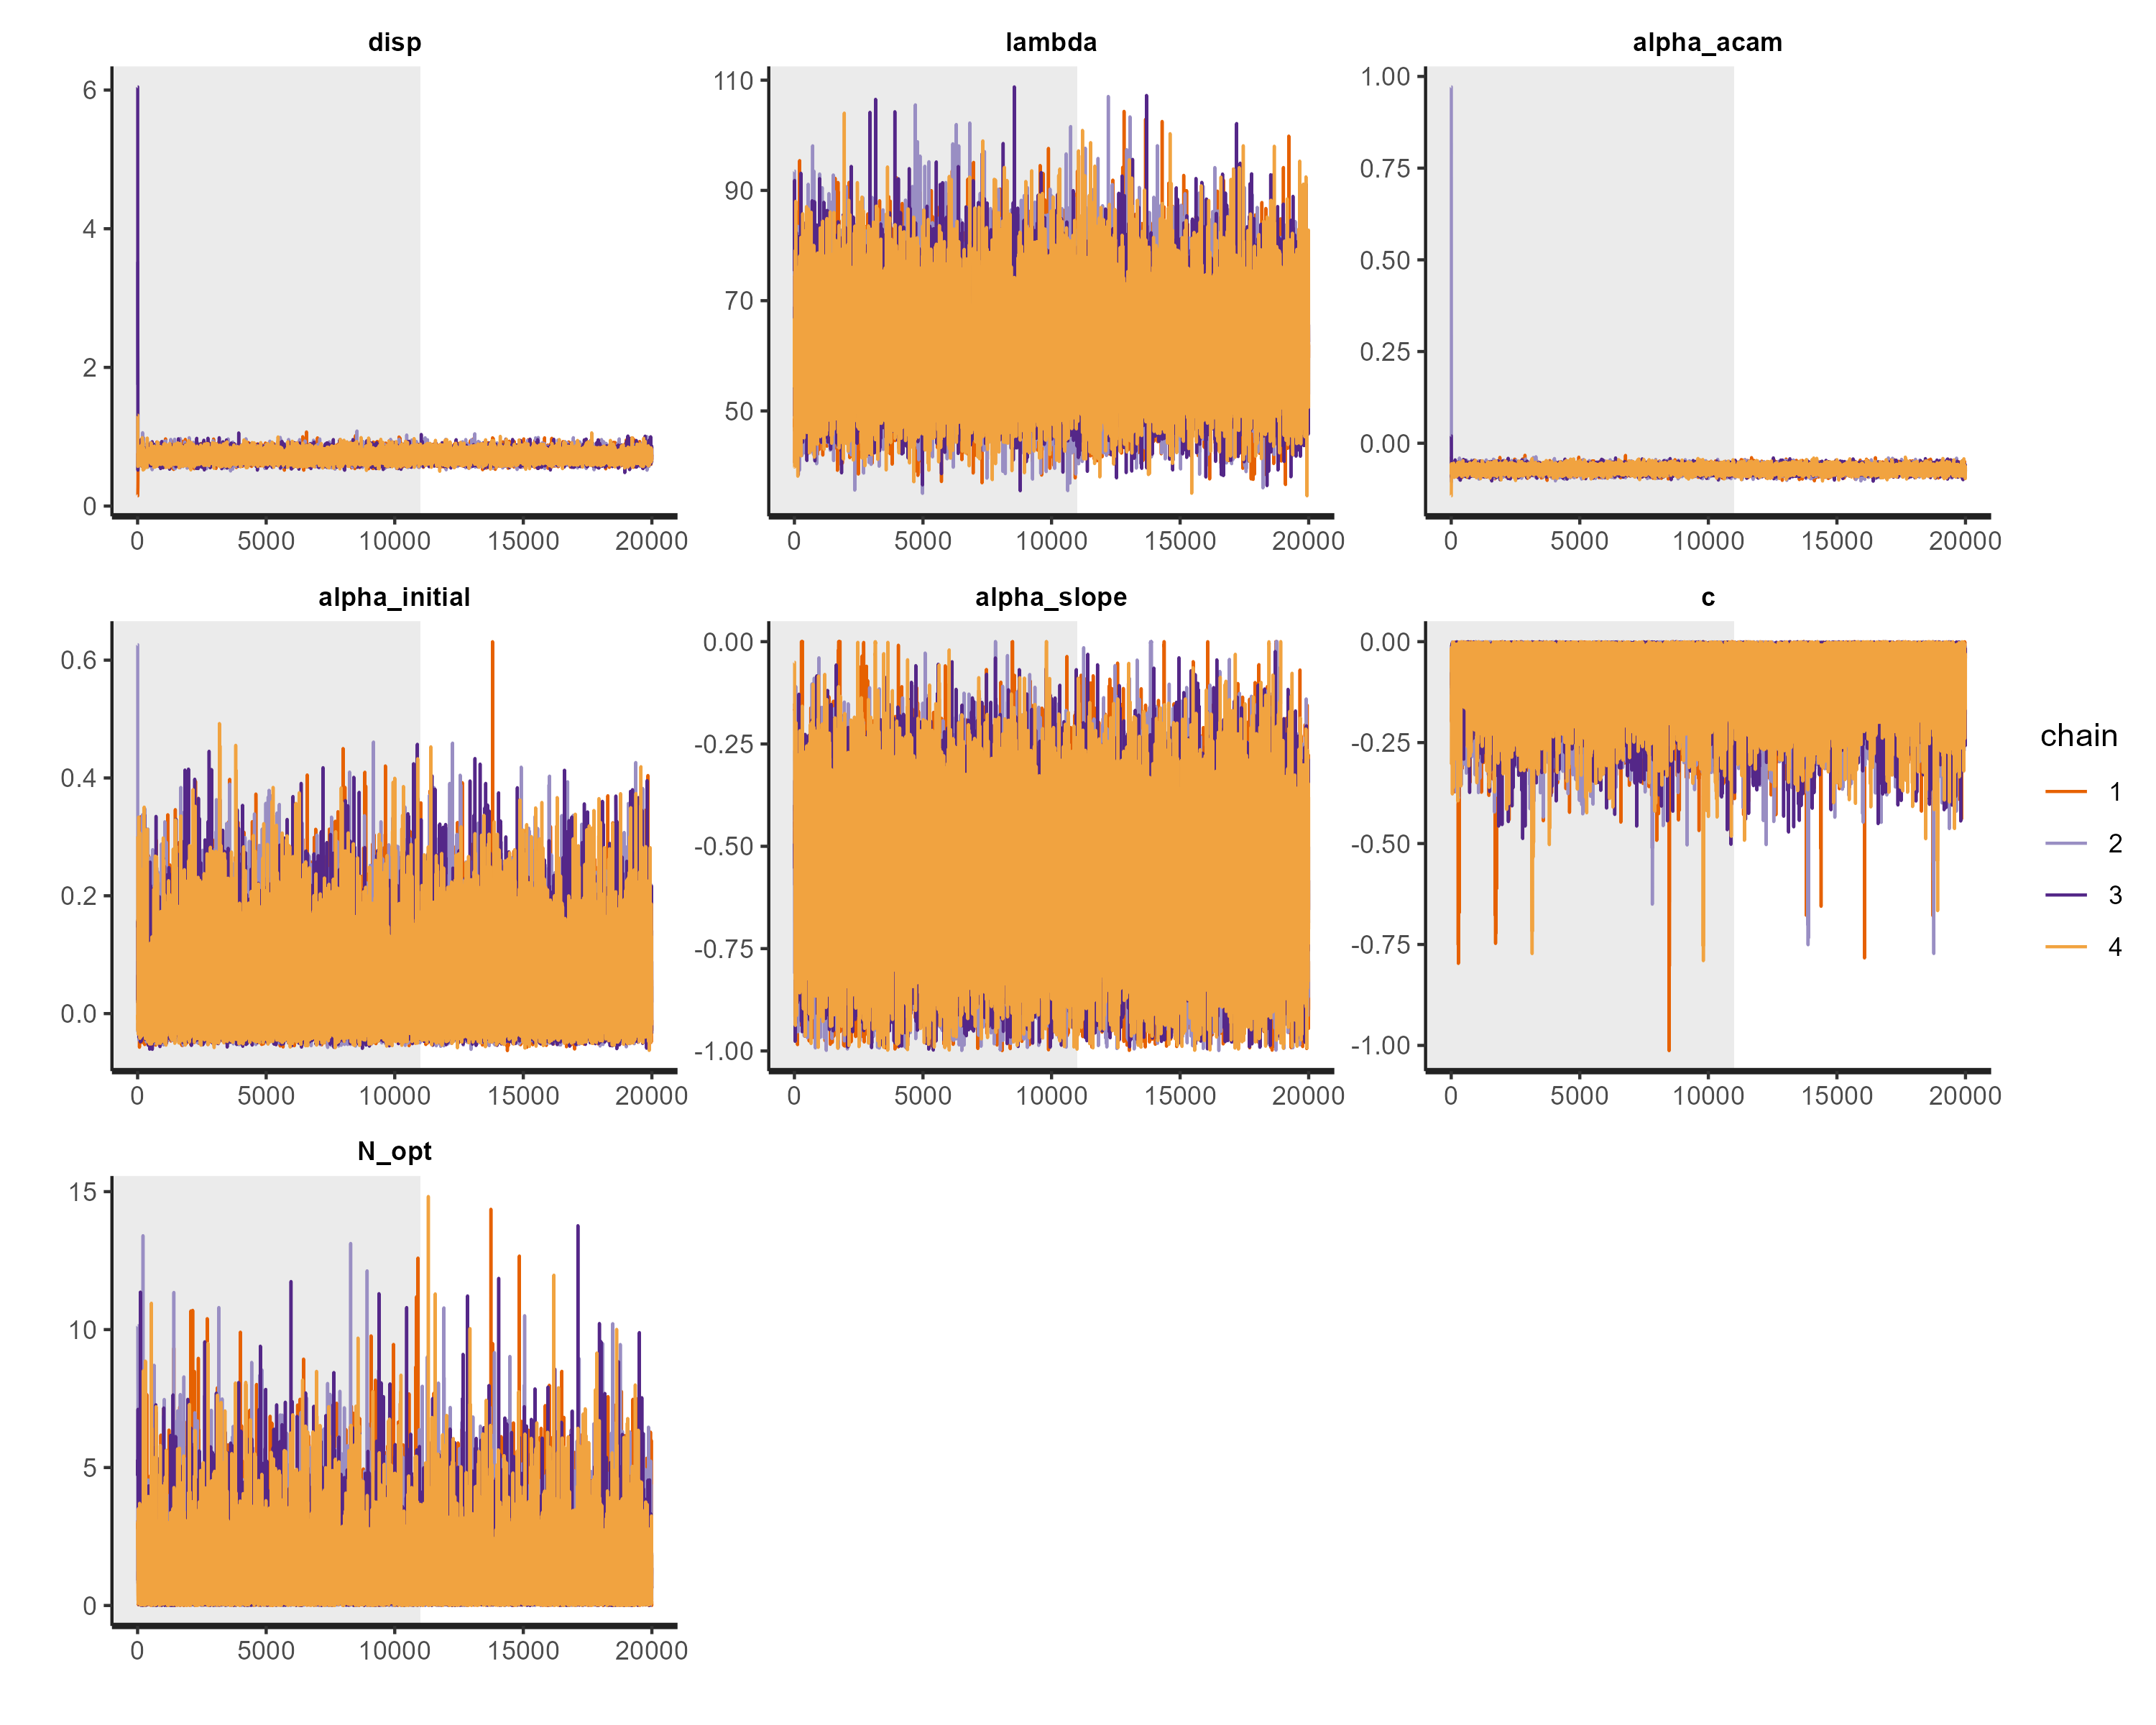 disp lambda alpha_acam
6 110 1.00
4 90 0.75
2 70 0.50
0 50 0.25
0.00
0 5000 10000 15000 20000 0 5000 10000 15000 20000 0 5000 10000 15000 20000
alpha_initial alpha_slope c
0.6 0.00 0.00
0.4 -0.25 -0.25
0.2 -0.50 -0.50
0.0 -0.75 -0.75
-1.00 -1.00
0 5000 10000 15000 20000 0 5000 10000 15000 20000 0 5000 10000 15000 20000
chain
1
2
3
4
N_opt
15
10
5
0
0 5000 10000 15000 20000